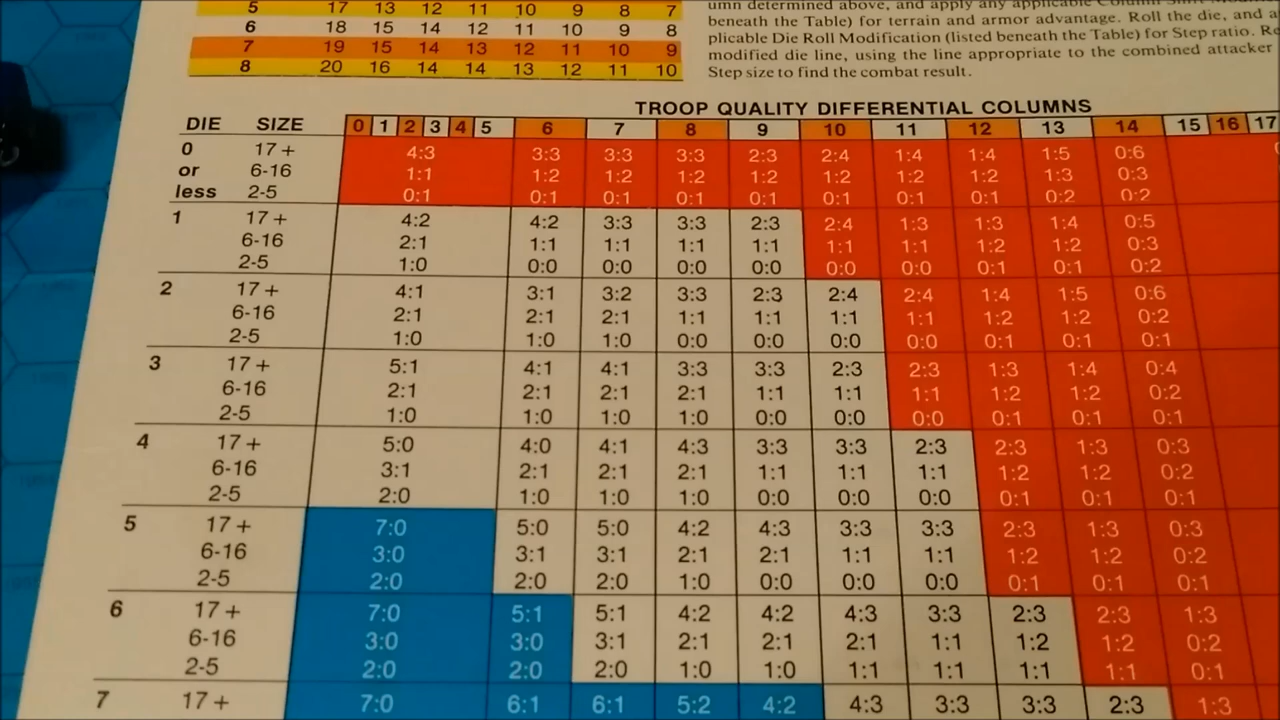 5 17 13 12 11 10 9 8 7
6 18 15 14 12 11 10 9 8
7 19 15 14 13 12 11 10 9
8 20 16 14 14 13 12 11 10
umn determined above, and apply any applicable Column Shift
beneath the Table) for terrain and armor advantage. Roll the die, and
plicable Die Roll Modification (listed beneath the Table) for Step ratio.
modified die line, using the line appropriate to the combined attacker
Step size to find the combat result.
TROOP QUALITY DIFFERENTIAL COLUMNS
DIE SIZE 0 1 2 3 4 5 6 7 8 9 10 11 12 13 14 15 16 17
0 17+ 4:3 3:3 3:3 3:3 2:3 2:4 1:4 1:4 1:5 0:6
or 6-16 1:1 1:2 1:2 1:2 1:2 1:2 1:2 1:2 1:3 0:3
less 2-5 0:1 0:1 0:1 0:1 0:1 0:1 0:1 0:1 0:2 0:2
1 17+ 4:2 4:2 3:3 3:3 2:3 2:4 1:3 1:3 1:4 0:5
6-16 2:1 1:1 1:1 1:1 1:1 1:1 1:1 1:2 1:2 0:3
2-5 1:0 0:0 0:0 0:0 0:0 0:0 0:0 0:1 0:1 0:2
2 17+ 4:1 3:1 3:2 3:3 2:3 2:4 2:4 1:4 1:5 0:6
6-16 2:1 2:1 2:1 1:1 1:1 1:1 1:1 1:2 1:2 0:2
2-5 1:0 1:0 1:0 0:0 0:0 0:0 0:0 0:1 0:1 0:1
3 17+ 5:1 4:1 4:1 3:3 3:3 2:3 2:3 1:3 1:4 0:4
6-16 2:1 2:1 2:1 2:1 1:1 1:1 1:1 1:2 1:2 0:2
2-5 1:0 1:0 1:0 1:0 0:0 0:0 0:0 0:1 0:1 0:1
4 17+ 5:0 4:0 4:1 4:3 3:3 3:3 2:3 2:3 1:3 0:3
6-16 3:1 2:1 2:1 2:1 1:1 1:1 1:1 1:2 1:2 0:2
2-5 2:0 1:0 1:0 1:0 0:0 0:0 0:0 0:1 0:1 0:1
5 17+ 7:0 5:0 5:0 4:2 4:3 3:3 3:3 2:3 1:3 0:3
6-16 3:0 3:1 3:1 2:1 2:1 1:1 1:1 1:2 1:2 0:2
2-5 2:0 2:0 2:0 1:0 0:0 0:0 0:0 0:1 0:1 0:1
6 17+ 7:0 5:1 5:1 4:2 4:2 4:3 3:3 2:3 2:3 1:3
6-16 3:0 3:0 3:1 2:1 2:1 2:1 1:1 1:2 1:2 0:2
2-5 2:0 2:0 2:0 1:0 1:0 1:1 1:1 1:1 1:1 0:1
7 17+ 7:0 6:1 6:1 5:2 4:2 4:3 3:3 3:3 2:3 1:3